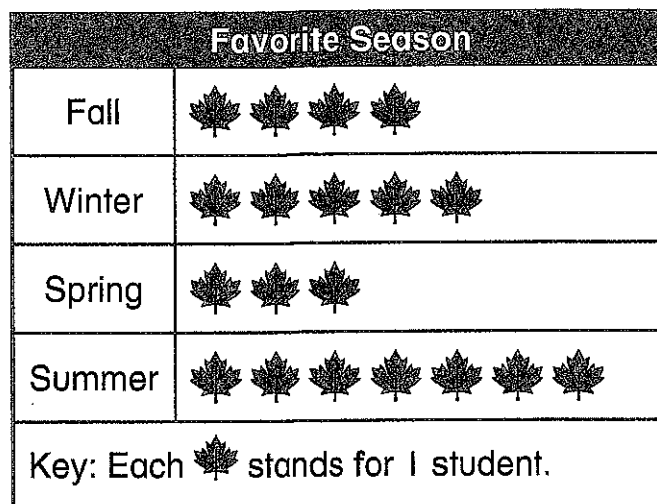 Favorite Season
Fall
Winter
Spring
Summer
Key: Each stands for 1 student.